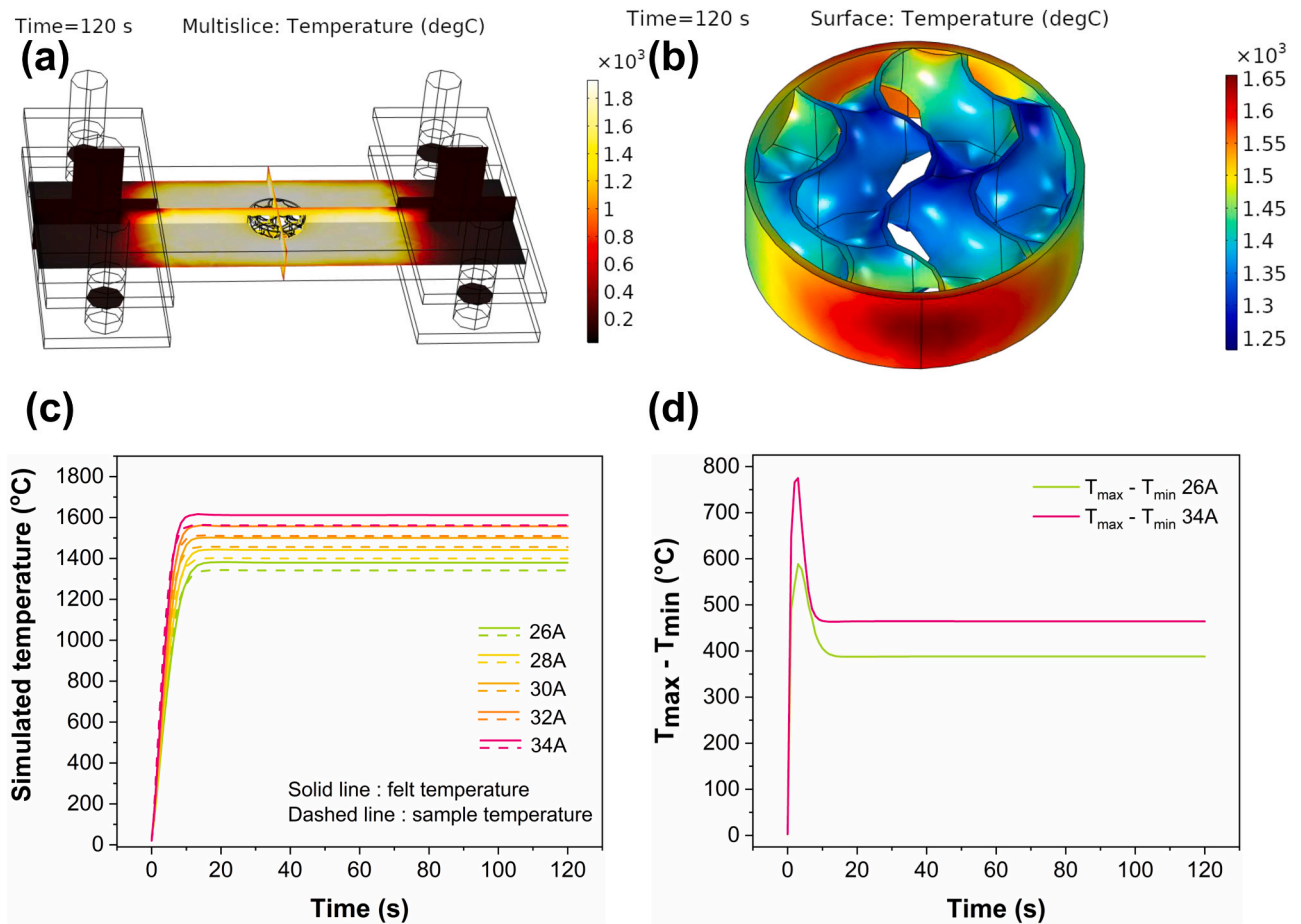 Time=120 s Multislice: Temperature (degC)
(a)
×10³
1.8
1.6
1.4
1.2
1
0.8
0.6
0.4
0.2
Time=120 s Surface: Temperature (degC)
(b)
×10³
1.65
1.6
1.55
1.5
1.45
1.4
1.35
1.3
1.25
(c)
Simulated temperature (°C)
1800
1600
1400
1200
1000
800
600
400
200
0
0 20 40 60 80 100 120
Time (s)
26A
28A
30A
32A
34A
Solid line : felt temperature
Dashed line : sample temperature
(d)
Tmax - Tmin (°C)
800
700
600
500
400
300
200
100
0
0 20 40 60 80 100 120
Time (s)
Tmax - Tmin 26A
Tmax - Tmin 34A